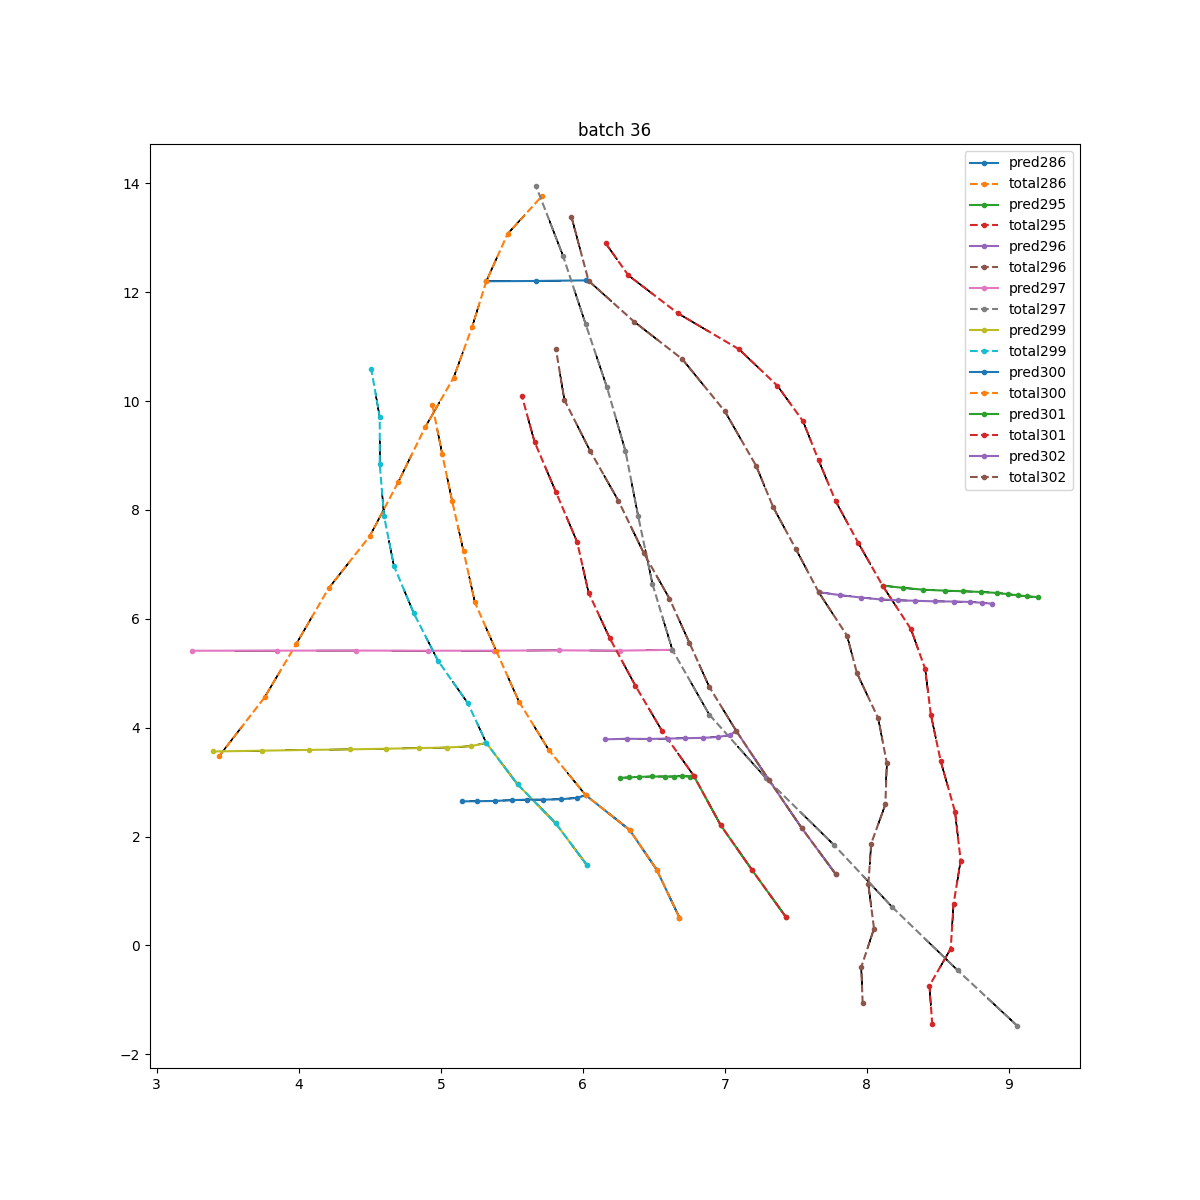 batch 36
pred286
total286
pred295
total295
pred296
total296
pred297
total297
pred299
total299
pred300
total300
pred301
total301
pred302
total302
14
12
10
8
6
4
2
0
−2
3 4 5 6 7 8 9